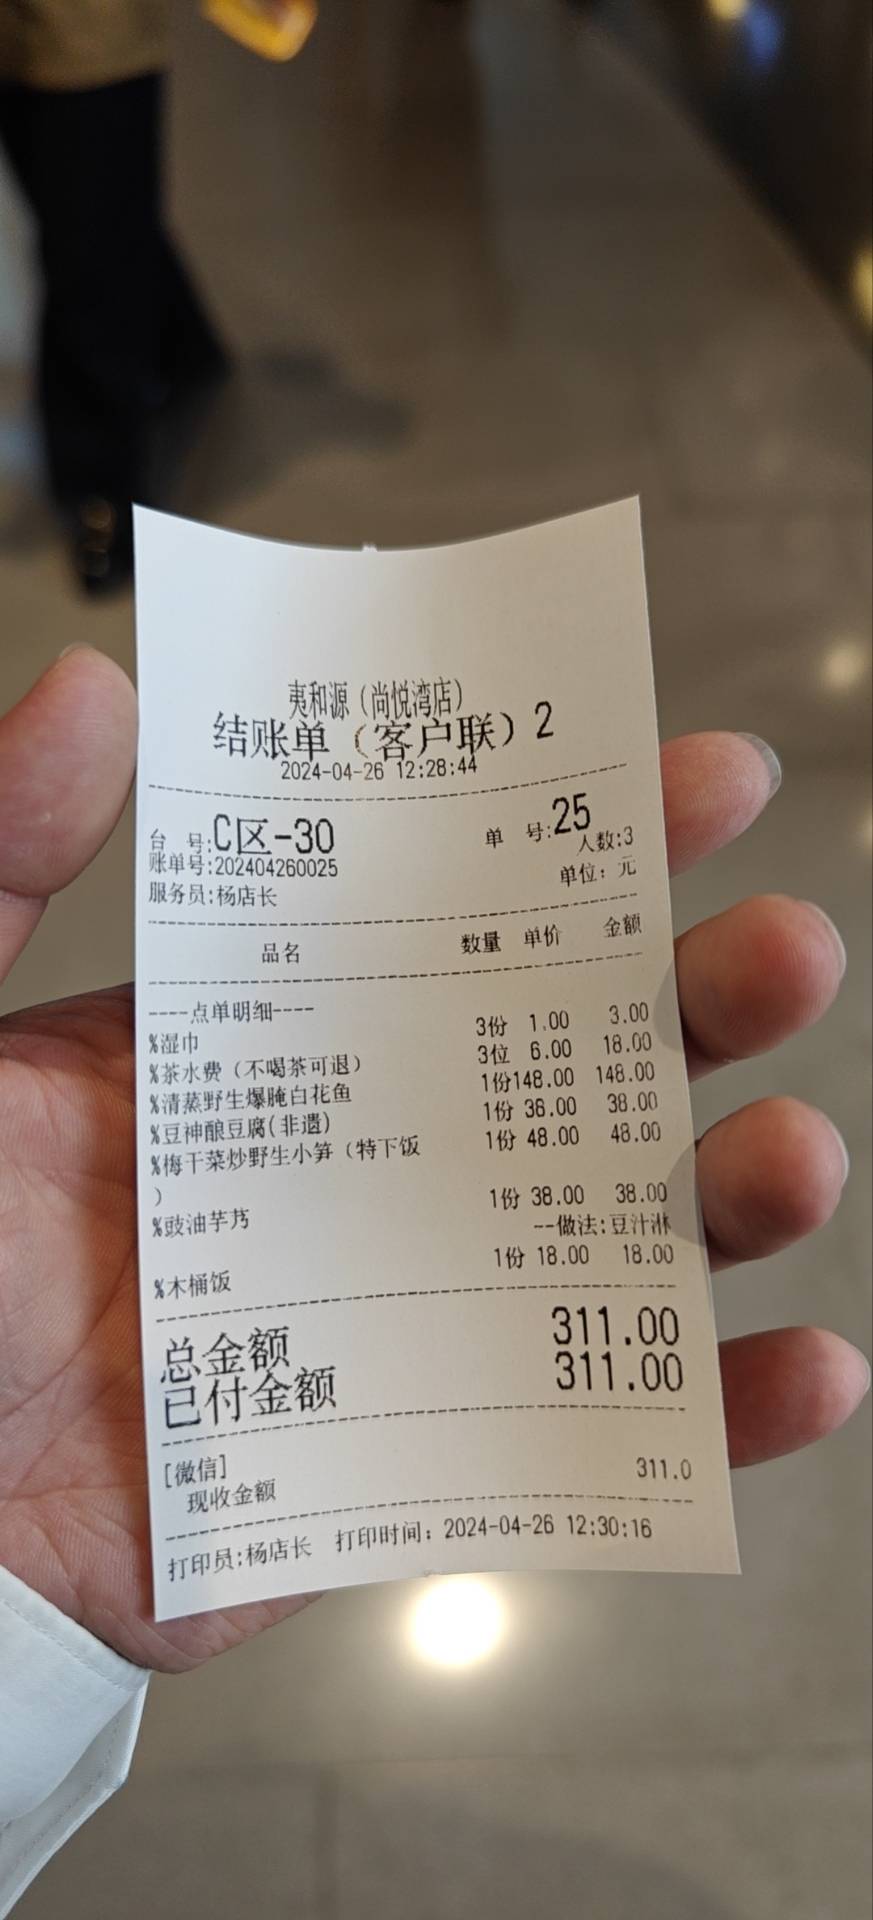 夷和源（尚悦湾店）
结账单（客户联）2
2024-04-26 12:28:44
台 号:C区-30 单 号:25
账单号:202404260025 人数:3
服务员:杨店长 单位：元
品名 数量 单价 金额
----点单明细----
%湿巾 3份 1.00 3.00
%茶水费（不喝茶可退） 3位 6.00 18.00
%清蒸野生爆腌白花鱼 1份148.00 148.00
%豆神酿豆腐(非遗) 1份 38.00 38.00
%梅干菜炒野生小笋（特下饭 1份 48.00 48.00
）
%豉油芋艿 1份 38.00 38.00
--做法:豆汁淋
%木桶饭 1份 18.00 18.00
总金额 311.00
已付金额 311.00
[微信]
现收金额 311.0
打印员:杨店长 打印时间：2024-04-26 12:30:16